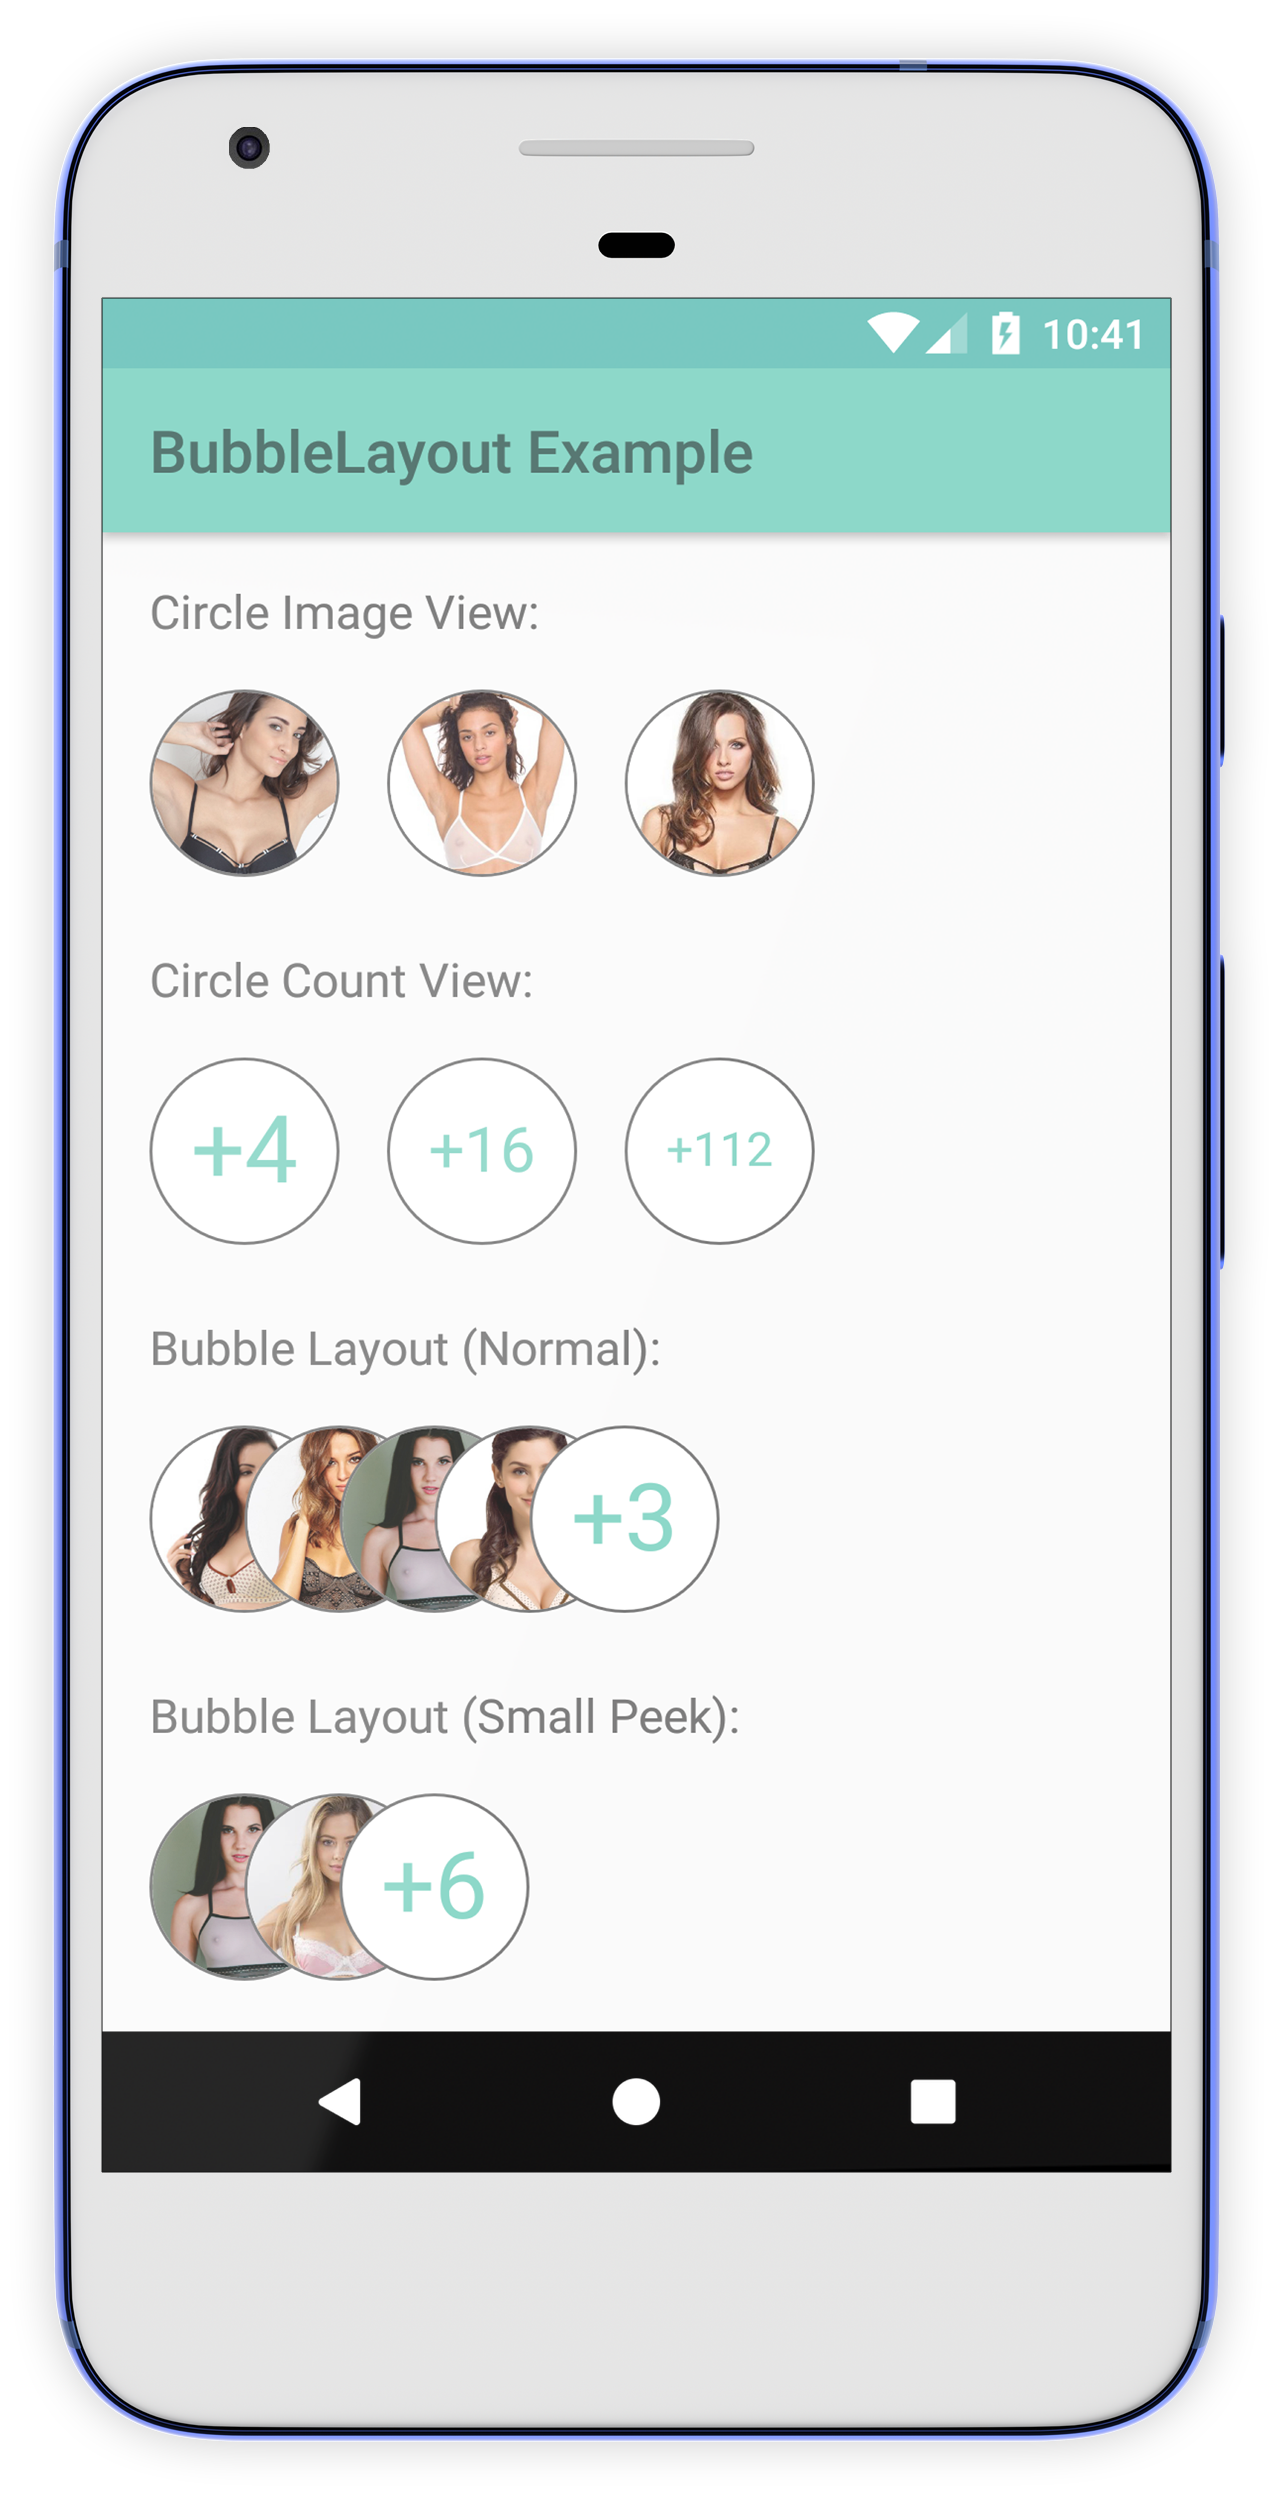 10:41
BubbleLayout Example
Circle Image View:
Circle Count View:
+4 +16 +112
Bubble Layout (Normal):
+3
Bubble Layout (Small Peek):
+6